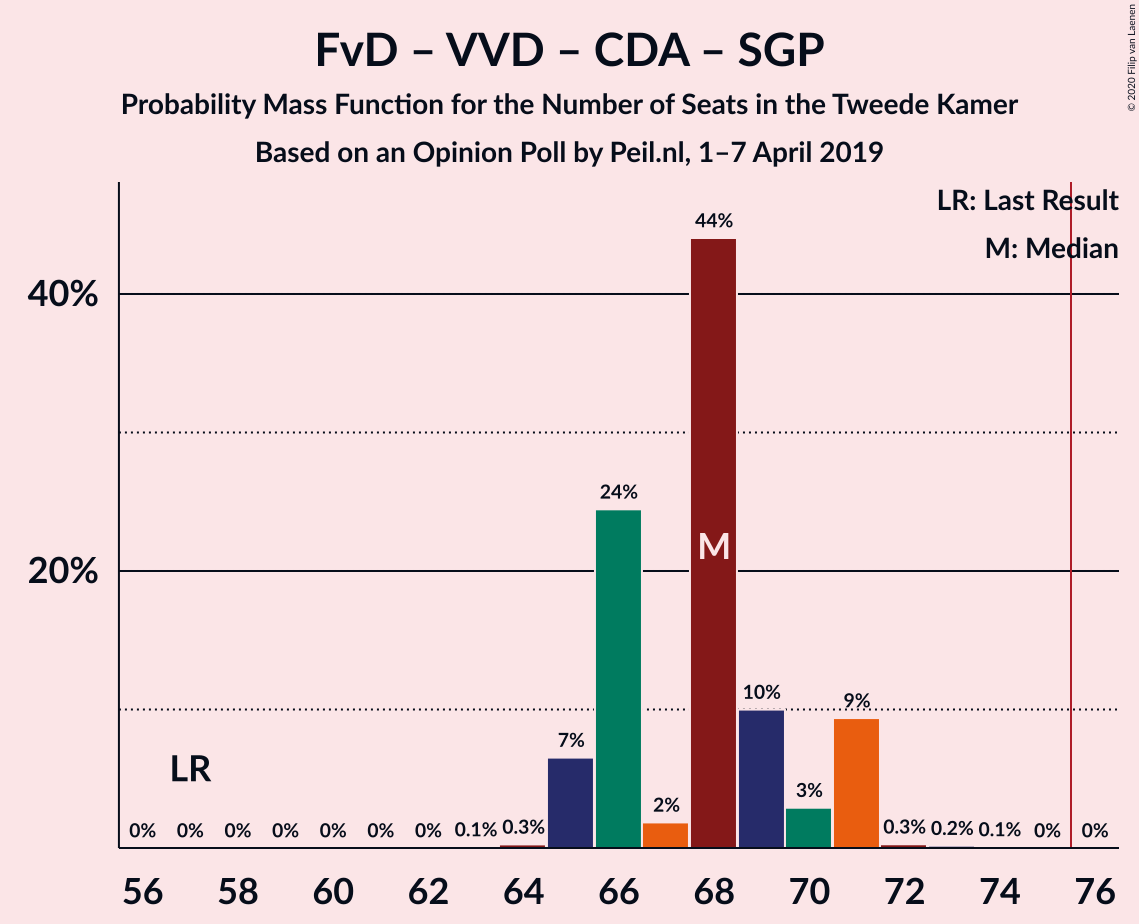 FvD – VVD – CDA – SGP
Probability Mass Function for the Number of Seats in the Tweede Kamer
Based on an Opinion Poll by Peil.nl, 1–7 April 2019
© 2020 Filip van Laenen
LR: Last Result
M: Median
40%
20%
44%
24%
M
10%
9%
7%
LR
3%
2%
0% 0% 0% 0% 0% 0% 0% 0.1% 0.3% 0.3% 0.2% 0.1% 0% 0%
56 58 60 62 64 66 68 70 72 74 76